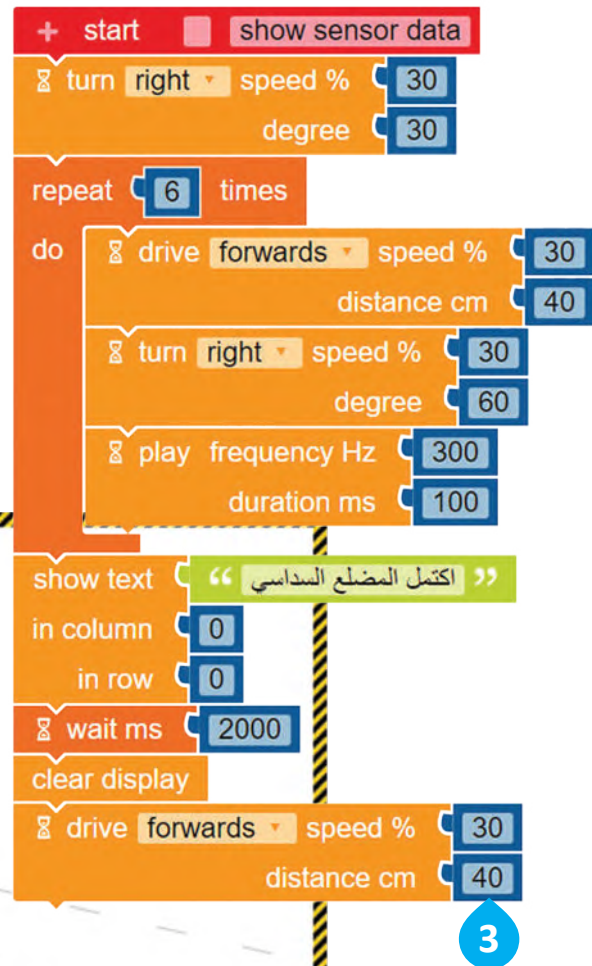 + start show sensor data
turn right speed % 30
degree 30
repeat 6 times
do drive forwards speed % 30
distance cm 40
turn right speed % 30
degree 60
play frequency Hz 300
duration ms 100
show text “ اكتمل المضلع السداسي ”
in column 0
in row 0
wait ms 2000
clear display
drive forwards speed % 30
distance cm 40
3